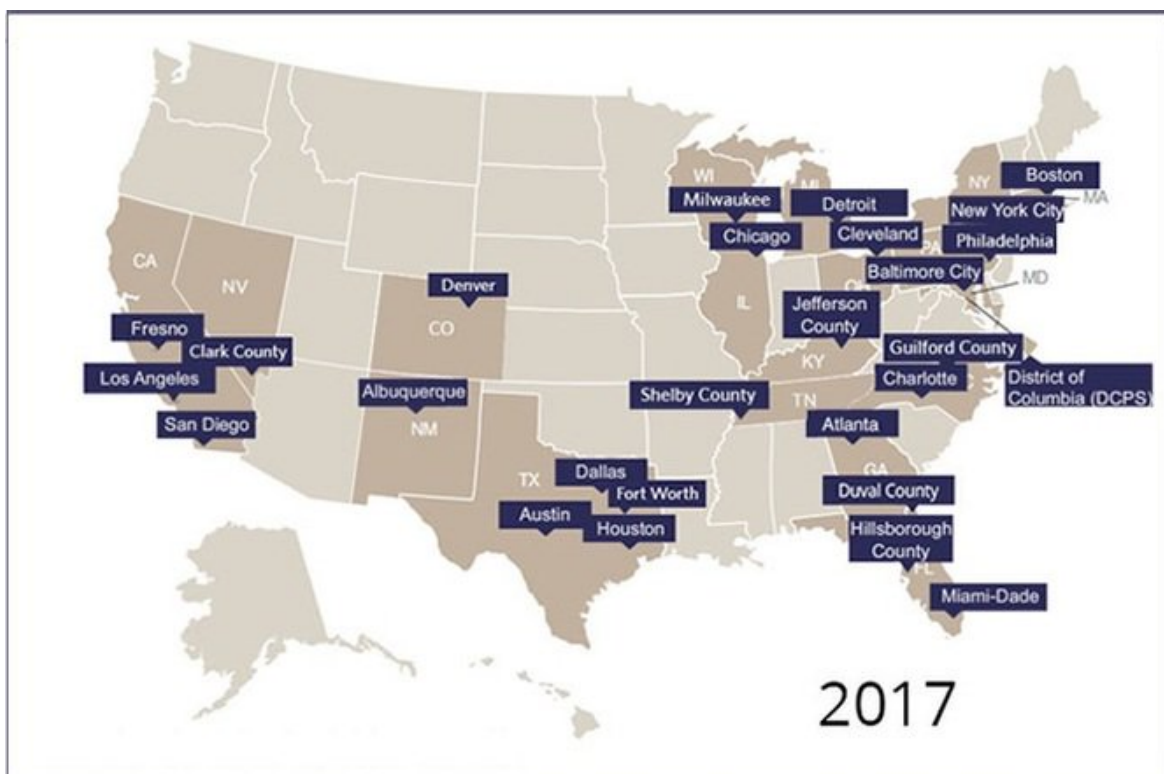 WI
MI
NY
Boston
MA
Milwaukee
Detroit
New York City
Chicago
Cleveland
PA
Philadelphia
CA
NV
Baltimore City
MD
Denver
OH
IL
Jefferson
County
CO
Fresno
Clark County
KY
Guilford County
Los Angeles
Albuquerque
Shelby County
TN
Charlotte
District of
Columbia (DCPS)
San Diego
NM
Atlanta
TX
Dallas
GA
Fort Worth
Duval County
Austin
Houston
Hillsborough
County
FL
Miami-Dade
2017